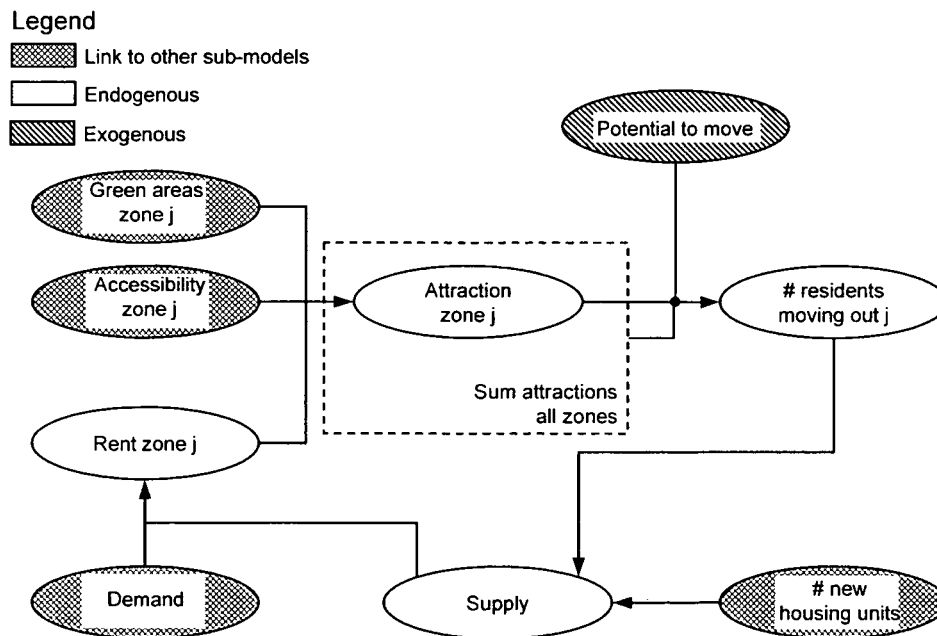 Legend
Link to other sub-models
Endogenous
Exogenous
Potential to move
Green areas
zone j
Accessibility
zone j
Attraction
zone j
# residents
moving out j
Sum attractions
all zones
Rent zone j
Demand
Supply
# new
housing units